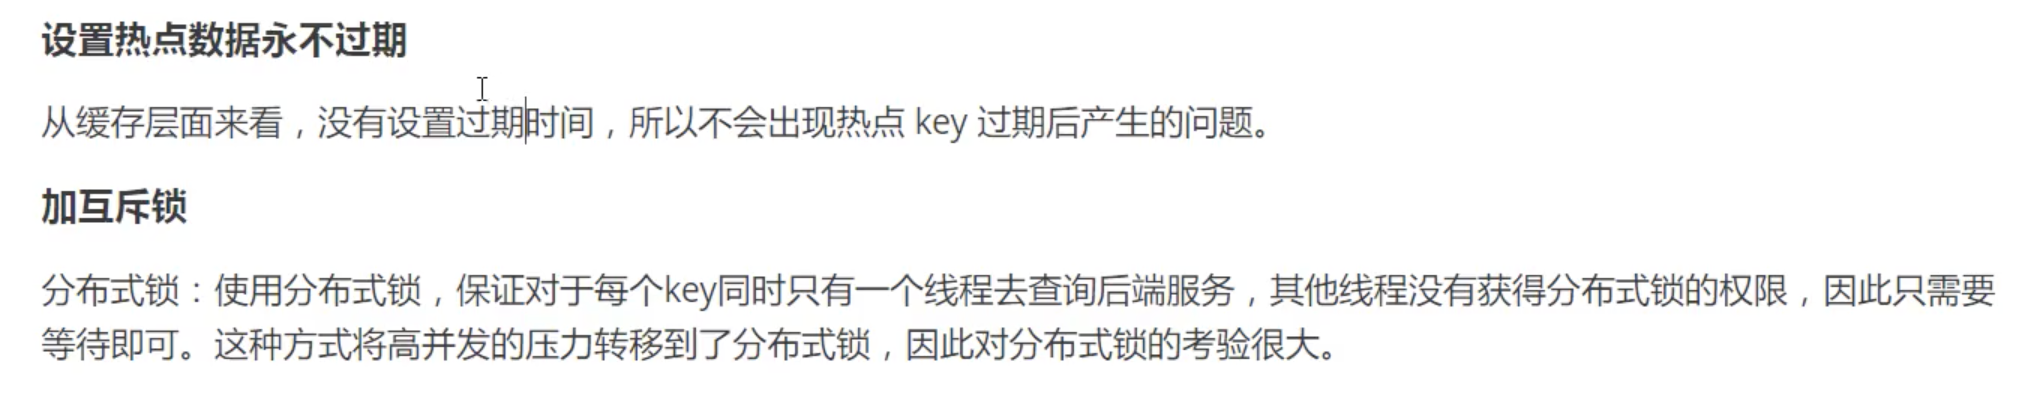 设置热点数据永不过期
从缓存层面来看，没有设置过期时间，所以不会出现热点 key 过期后产生的问题。
加互斥锁
分布式锁：使用分布式锁，保证对于每个key同时只有一个线程去查询后端服务，其他线程没有获得分布式锁的权限，因此只需要
等待即可。这种方式将高并发的压力转移到了分布式锁，因此对分布式锁的考验很大。